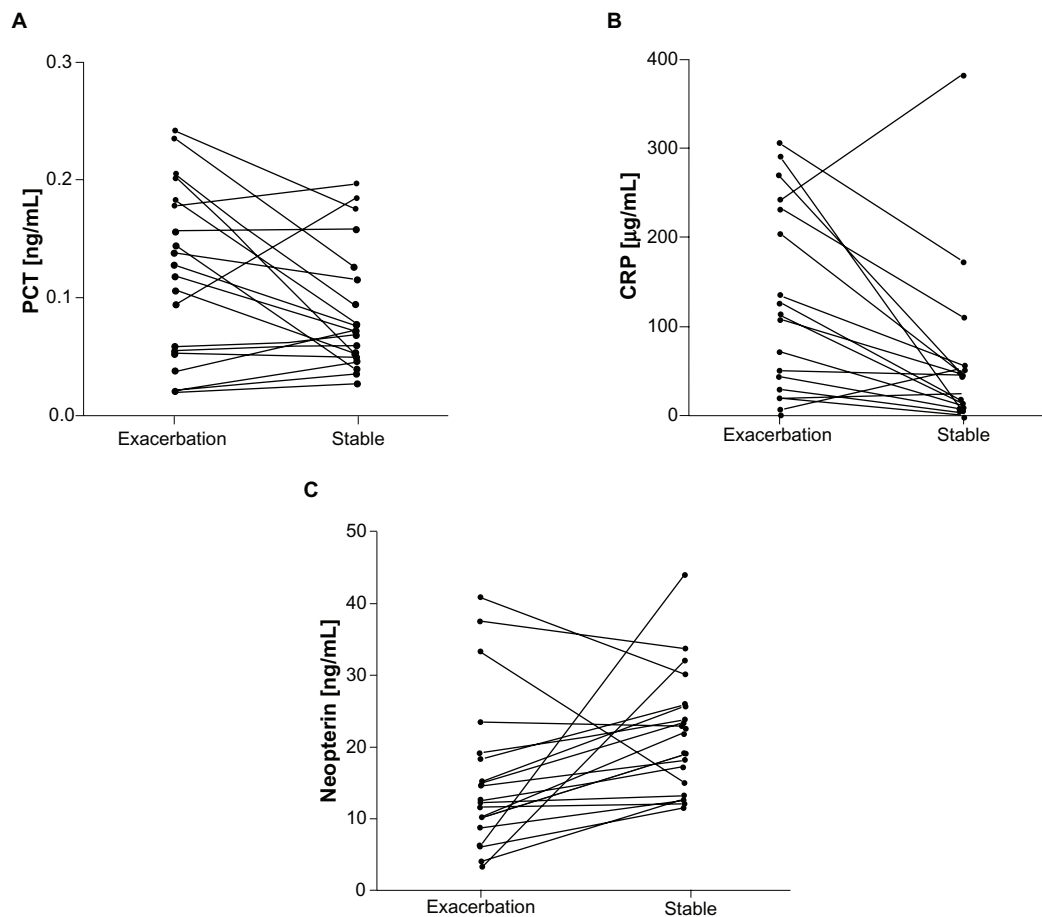 A
PCT [ng/mL]
0.3
0.2
0.1
0.0
Exacerbation Stable
B
CRP [µg/mL]
400
300
200
100
0
Exacerbation Stable
C
Neopterin [ng/mL]
50
40
30
20
10
0
Exacerbation Stable